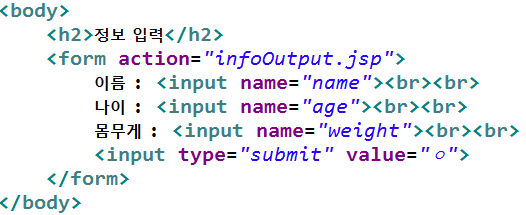 <body>
<h2>정보 입력</h2>
<form action="infoOutput.jsp">
이름 : <input name="name"><br><br>
나이 : <input name="age"><br><br>
몸무게 : <input name="weight"><br><br>
<input type="submit" value="ㅇ">
</form>
</body>